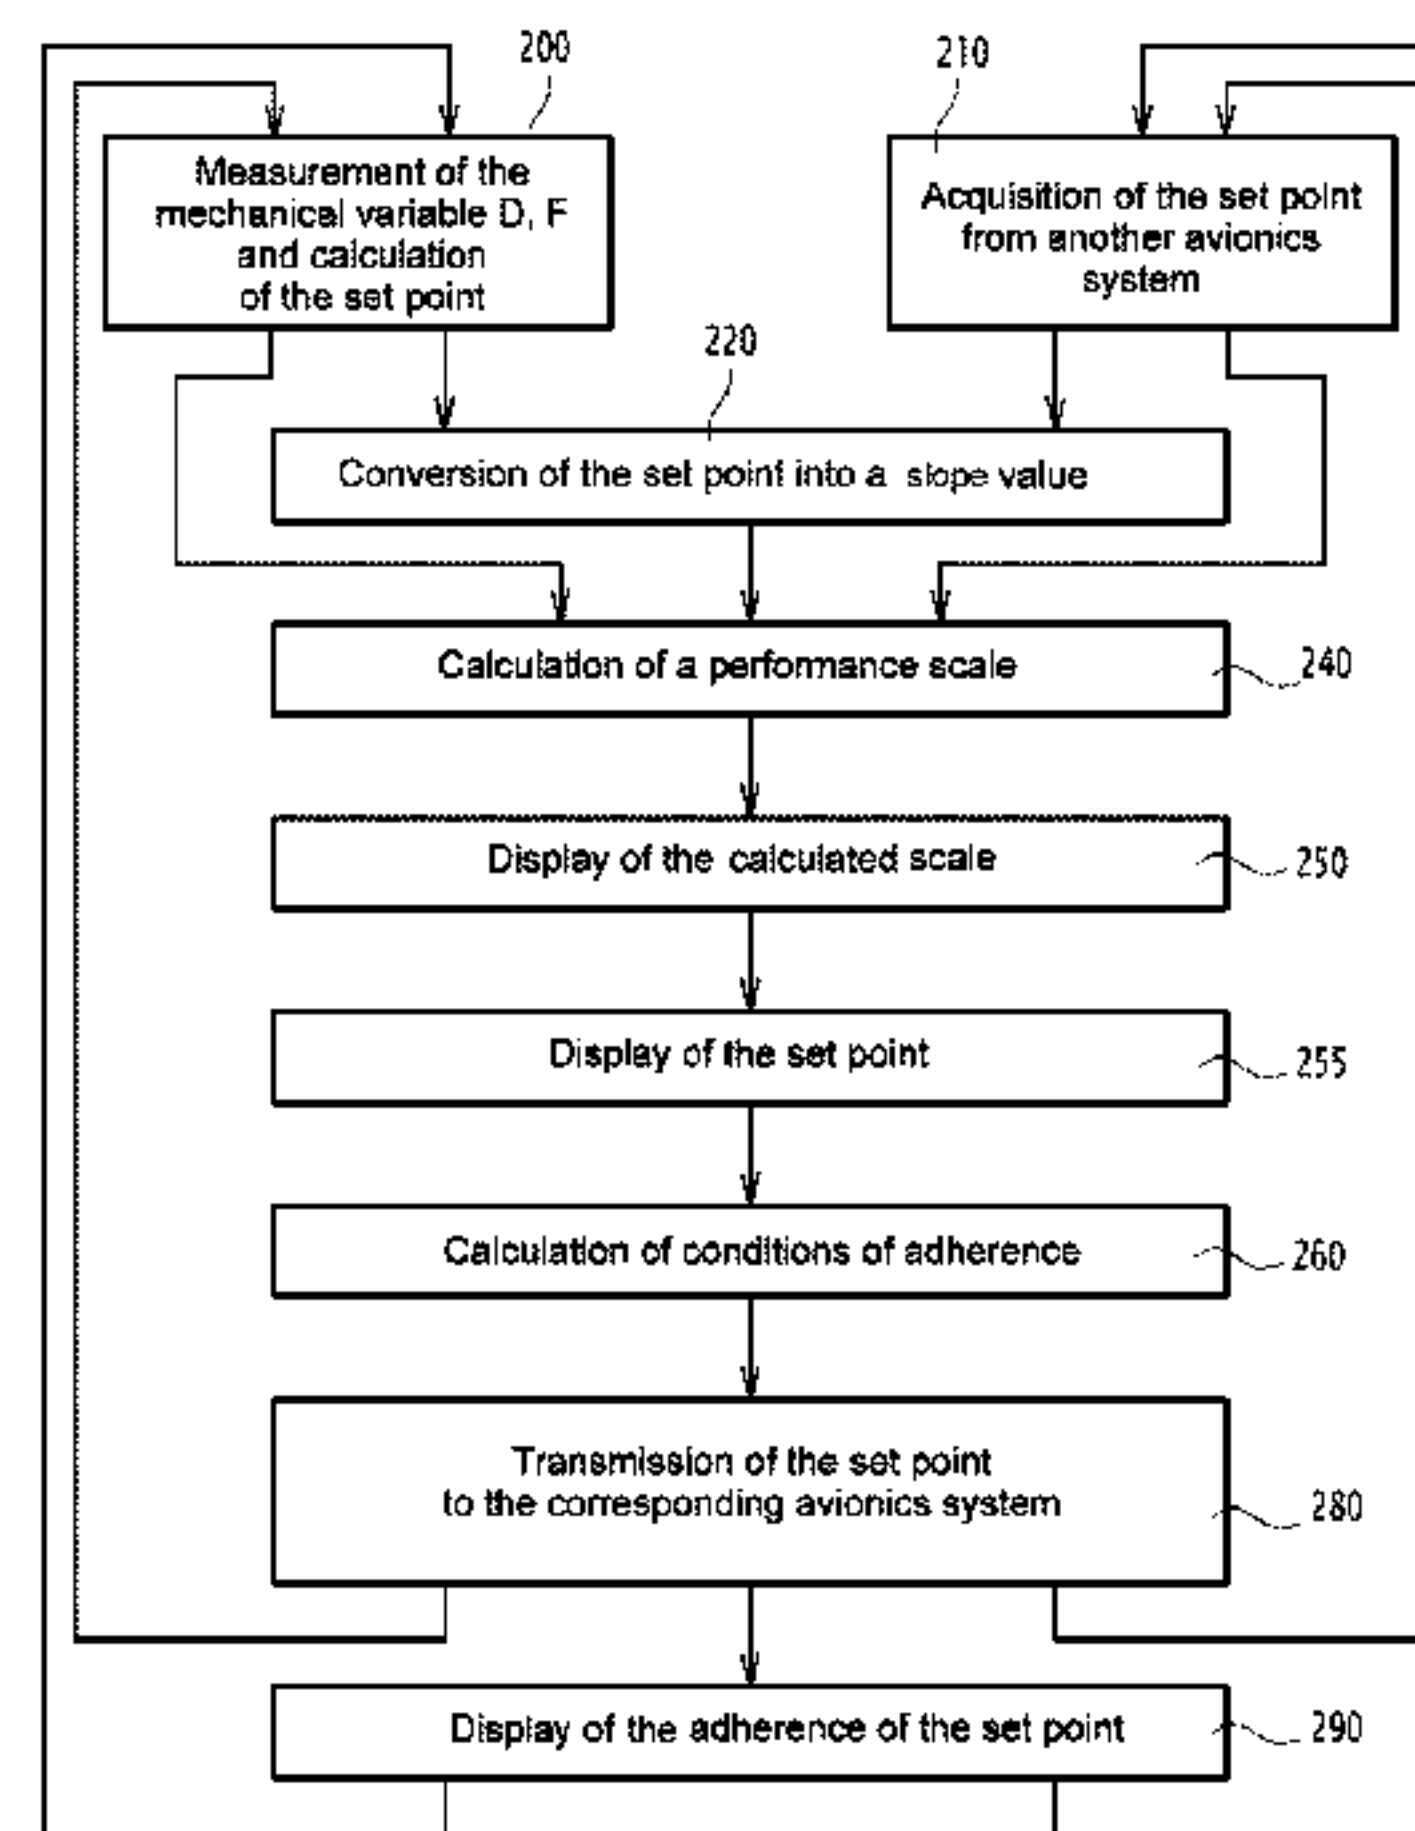 200
210
Measurement of the
mechanical variable D, F
and calculation
of the set point
Acquisition of the set point
from another avionics
system
220
Conversion of the set point into a slope value
Calculation of a performance scale
240
Display of the calculated scale
250
Display of the set point
255
Calculation of conditions of adherence
260
Transmission of the set point
to the corresponding avionics system
280
Display of the adherence of the set point
290